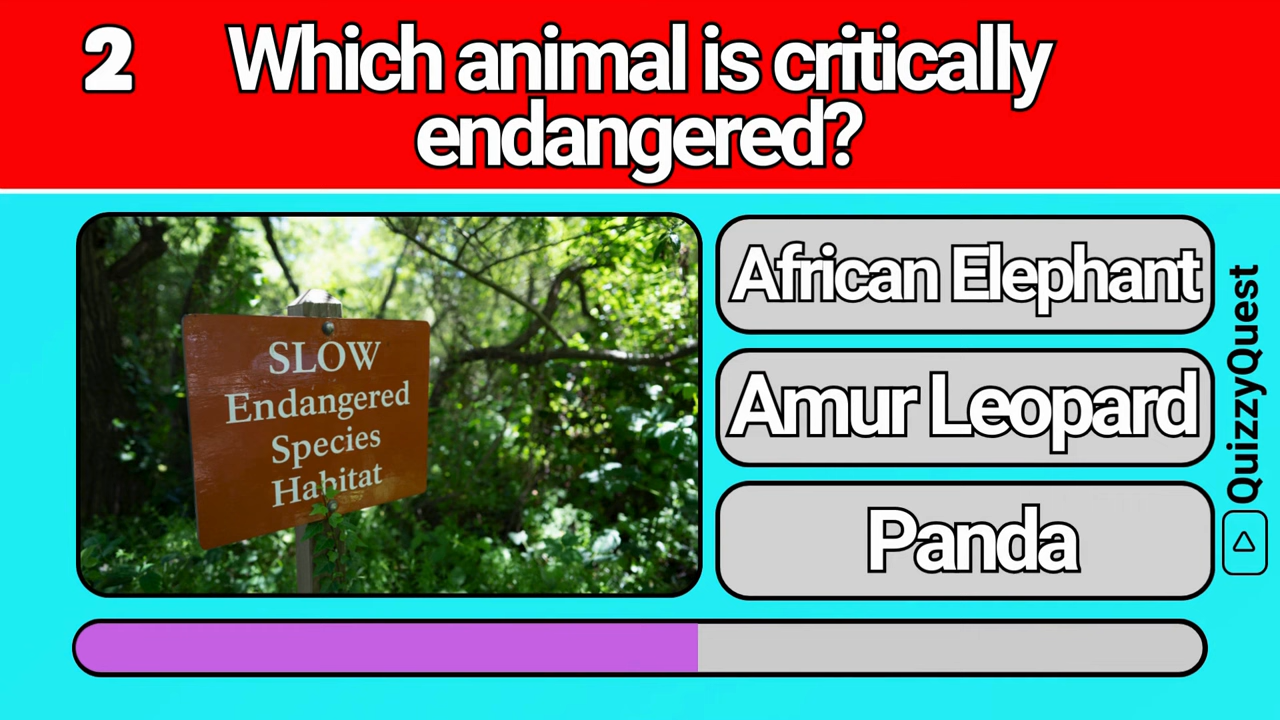 2
Which animal is critically
endangered?
SLOW
Endangered
Species
Habitat
African Elephant
Amur Leopard
Panda
QuizzyQuest